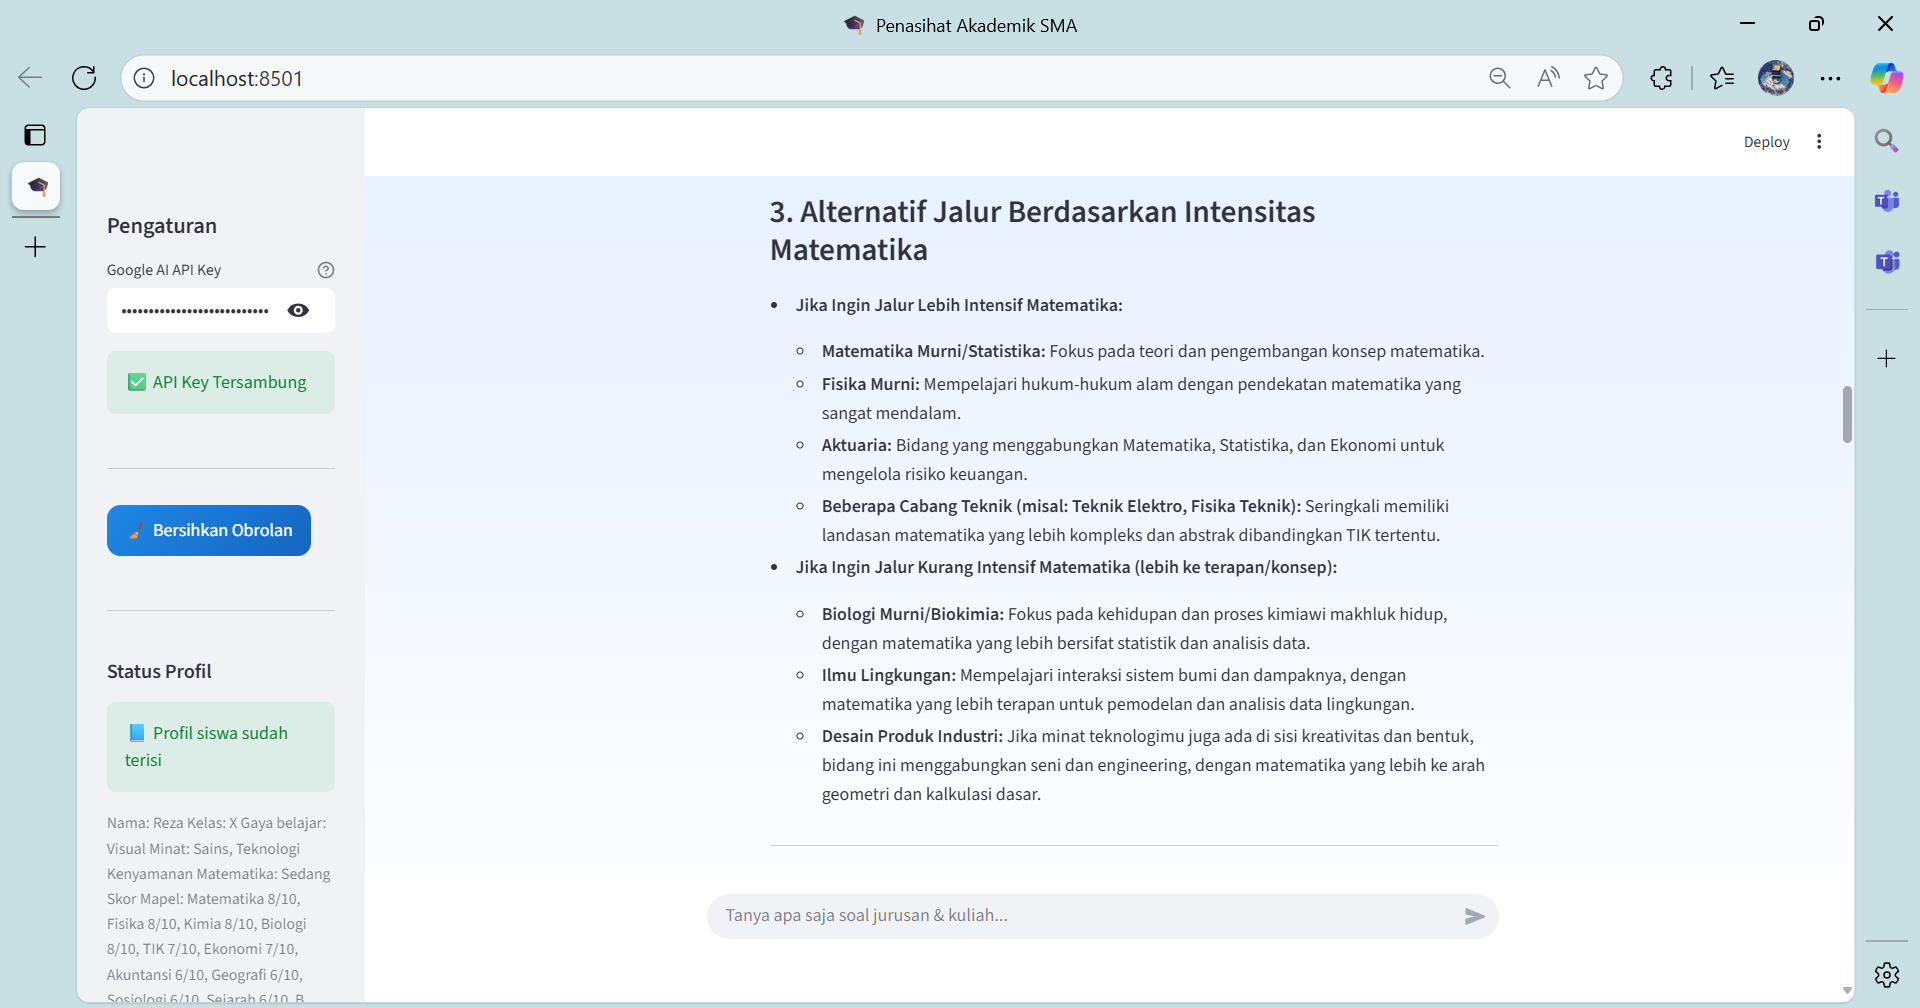 Penasihat Akademik SMA
localhost:8501
Deploy
Pengaturan
Google AI API Key
✅ API Key Tersambung
Bersihkan Obrolan
Status Profil
Profil siswa sudah
terisi
Nama: Reza Kelas: X Gaya belajar:
Visual Minat: Sains, Teknologi
Kenyamanan Matematika: Sedang
Skor Mapel: Matematika 8/10,
Fisika 8/10, Kimia 8/10, Biologi
8/10, TIK 7/10, Ekonomi 7/10,
Akuntansi 6/10, Geografi 6/10,
Sosiologi 6/10, Sejarah 6/10, B
3. Alternatif Jalur Berdasarkan Intensitas
Matematika
• Jika Ingin Jalur Lebih Intensif Matematika:
Matematika Murni/Statistika: Fokus pada teori dan pengembangan konsep matematika.
Fisika Murni: Mempelajari hukum-hukum alam dengan pendekatan matematika yang
sangat mendalam.
Aktuaria: Bidang yang menggabungkan Matematika, Statistika, dan Ekonomi untuk
mengelola risiko keuangan.
Beberapa Cabang Teknik (misal: Teknik Elektro, Fisika Teknik): Seringkali memiliki
landasan matematika yang lebih kompleks dan abstrak dibandingkan TIK tertentu.
• Jika Ingin Jalur Kurang Intensif Matematika (lebih ke terapan/konsep):
Biologi Murni/Biokimia: Fokus pada kehidupan dan proses kimiawi makhluk hidup,
dengan matematika yang lebih bersifat statistik dan analisis data.
Ilmu Lingkungan: Mempelajari interaksi sistem bumi dan dampaknya, dengan
matematika yang lebih terapan untuk pemodelan dan analisis data lingkungan.
Desain Produk Industri: Jika minat teknologimu juga ada di sisi kreativitas dan bentuk,
bidang ini menggabungkan seni dan engineering, dengan matematika yang lebih ke arah
geometri dan kalkulasi dasar.
Tanya apa saja soal jurusan & kuliah...